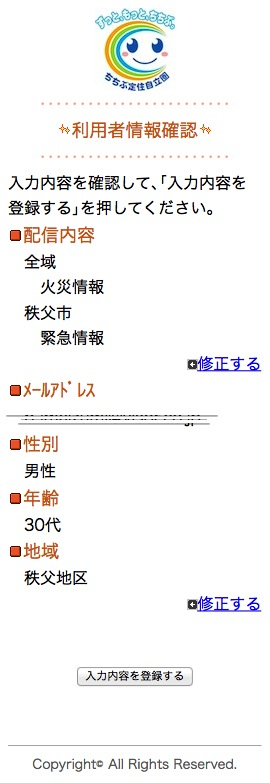 ずっと、もっと、ちちぶ。
ちちぶ定住自立圏
利用者情報確認
入力内容を確認して、「入力内容を
登録する」を押してください。
配信内容
全域
火災情報
秩父市
緊急情報
修正する
ﾒｰﾙｱﾄﾞﾚｽ
性別
男性
年齢
30代
地域
秩父地区
修正する
入力内容を登録する
Copyright© All Rights Reserved.